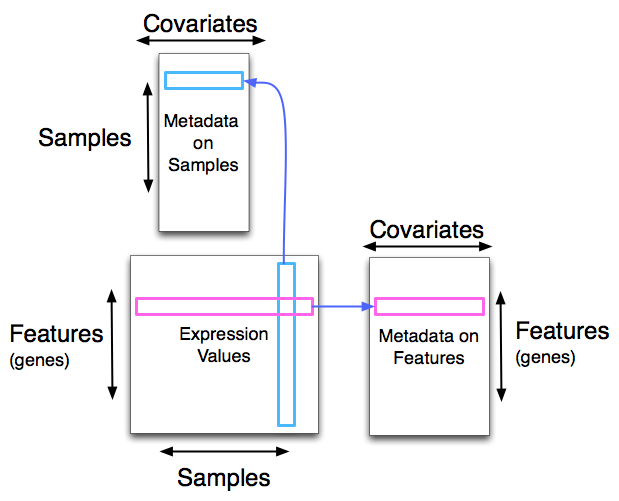 Covariates
Metadata
on
Samples
Samples
Covariates
Features
(genes)
Expression
Values
Metadata on
Features
Features
(genes)
Samples